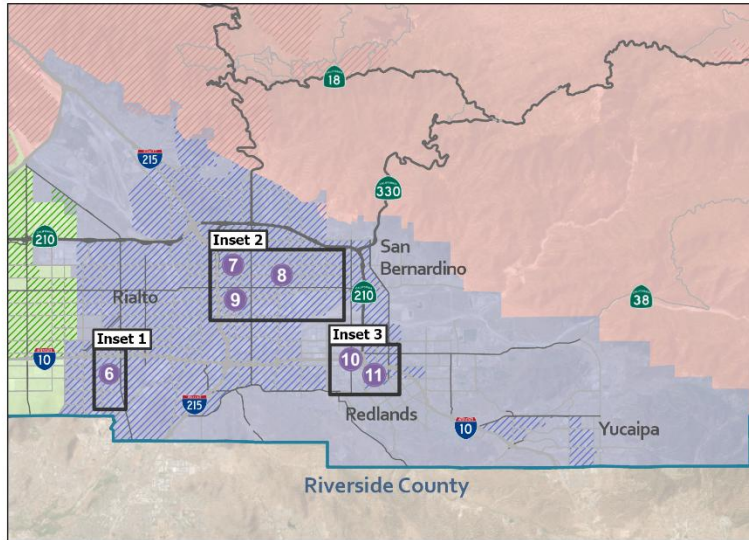 18
215
330
210
Inset 2
San
Bernardino
7
8
9
210
38
Rialto
Inset 1
Inset 3
10
10
6
11
215
Redlands
10
Yucaipa
Riverside County